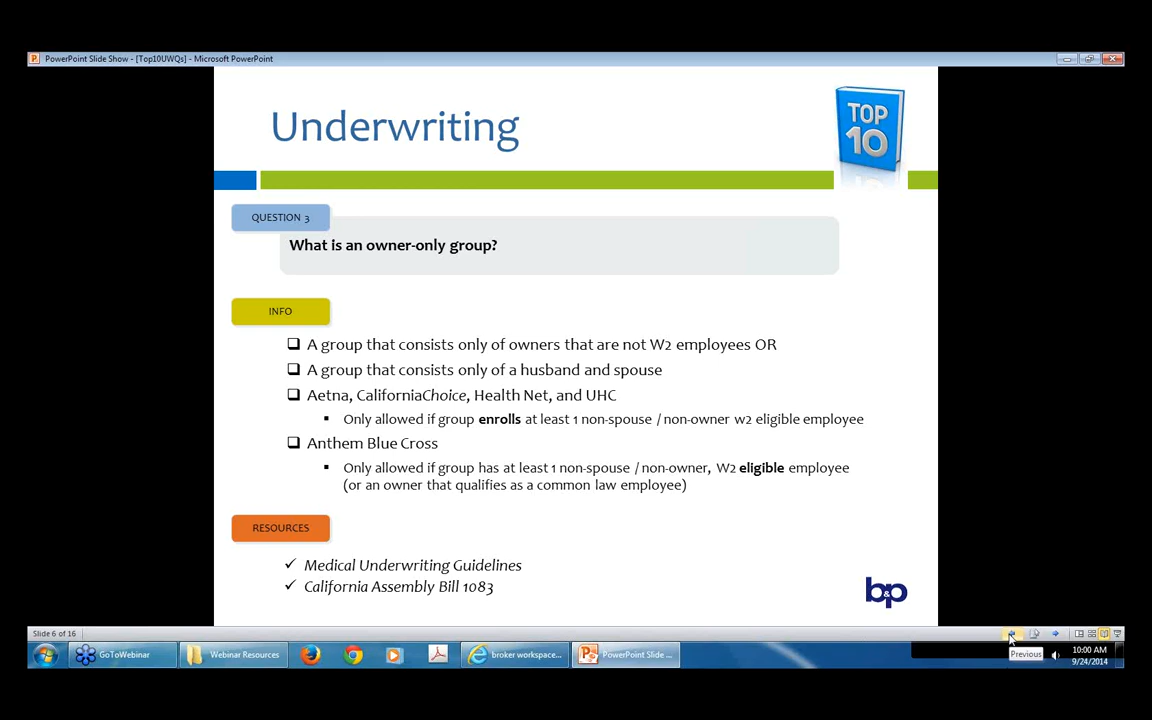 PowerPoint Slide Show - [Top10UWQs] - Microsoft PowerPoint
Underwriting
TOP
10
QUESTION 3
What is an owner-only group?
INFO
A group that consists only of owners that are not W2 employees OR
A group that consists only of a husband and spouse
Aetna, CaliforniaChoice, Health Net, and UHC
Only allowed if group enrolls at least 1 non-spouse / non-owner w2 eligible employee
Anthem Blue Cross
Only allowed if group has at least 1 non-spouse / non-owner, W2 eligible employee
(or an owner that qualifies as a common law employee)
RESOURCES
Medical Underwriting Guidelines
California Assembly Bill 1083
b&p
Slide 6 of 16
GoToWebinar
Webinar Resources
broker workspace...
PowerPoint Slide ...
Previous
10:00 AM
9/24/2014